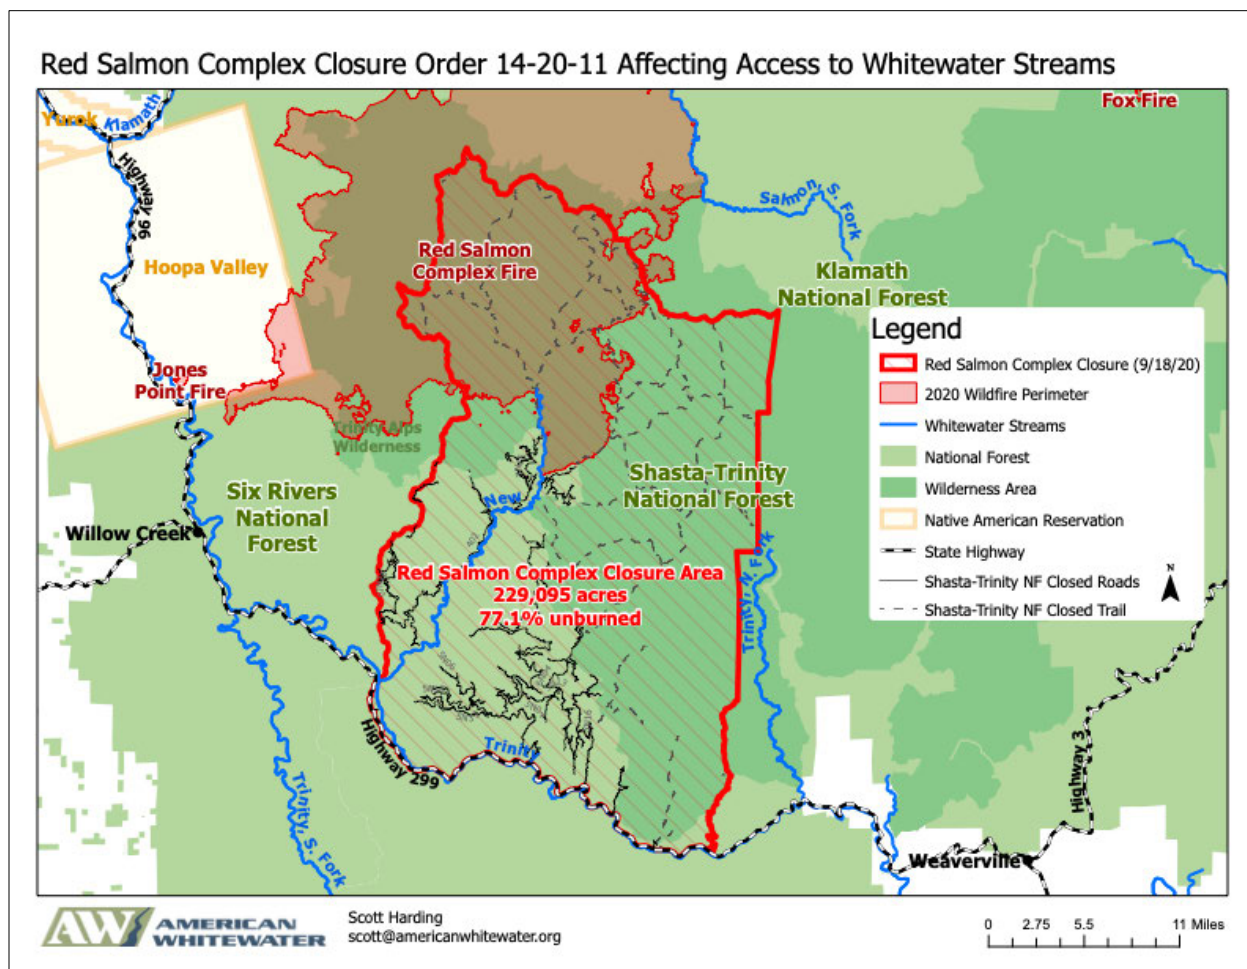 Red Salmon Complex Closure Order 14-20-11 Affecting Access to Whitewater Streams
Yurok
Klamath
Highway 96
Fox Fire
Salmon, S. Fork
Hoopa Valley
Red Salmon
Complex Fire
Klamath
National Forest
Jones
Point Fire
Trinity Alps
Wilderness
Shasta-Trinity
National Forest
Six Rivers
National
Forest
New
Willow Creek
Trinity, N. Fork
Red Salmon Complex Closure Area
229,095 acres
77.1% unburned
Highway 299
Trinity
Trinity, S. Fork
Highway 3
Weaverville
Legend
Red Salmon Complex Closure (9/18/20)
2020 Wildfire Perimeter
Whitewater Streams
National Forest
Wilderness Area
Native American Reservation
State Highway
Shasta-Trinity NF Closed Roads
Shasta-Trinity NF Closed Trail
N
AW AMERICAN
WHITEWATER
Scott Harding
scott@americanwhitewater.org
0 2.75 5.5 11 Miles